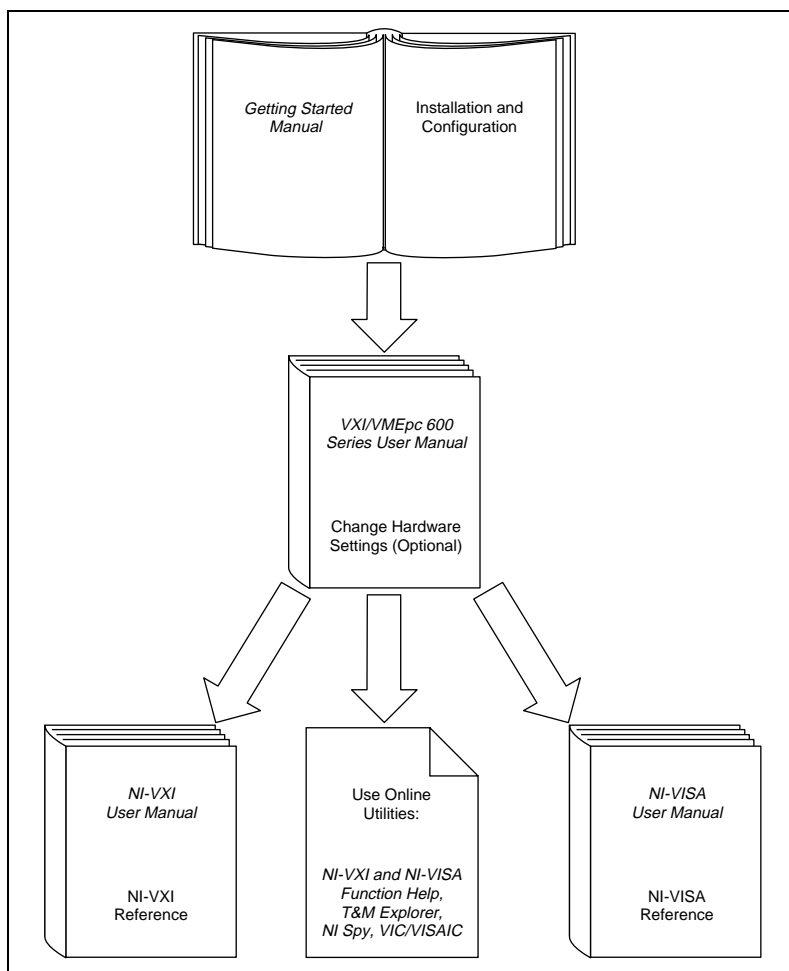 Getting Started
Manual
Installation and
Configuration
VXI/VMEpc 600
Series User Manual
Change Hardware
Settings (Optional)
NI-VXI
User Manual
NI-VXI
Reference
Use Online
Utilities:
NI-VXI and NI-VISA
Function Help,
T&M Explorer,
NI Spy, VIC/VISAIC
NI-VISA
User Manual
NI-VISA
Reference